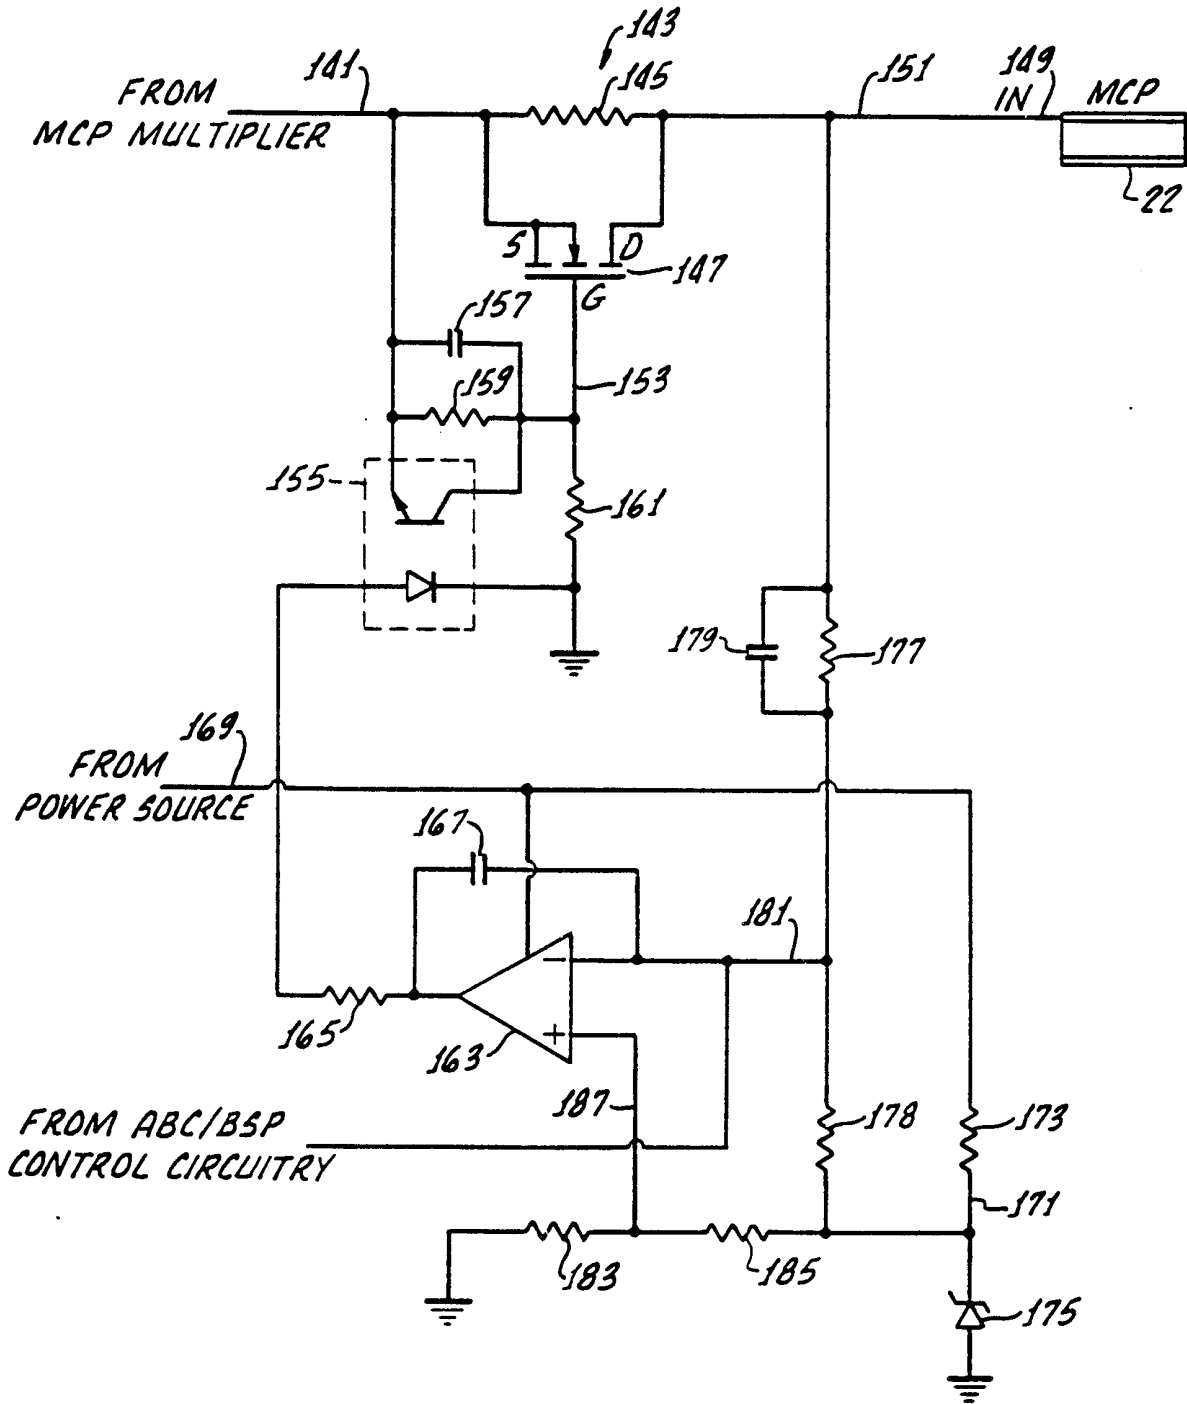 143
141
145
151
149
FROM
MCP MULTIPLIER
IN
MCP
22
S
D
147
G
157
153
159
155
161
179
177
169
FROM
POWER SOURCE
167
181
−
165
+
163
187
178
173
FROM ABC/BSP
CONTROL CIRCUITRY
171
183
185
175